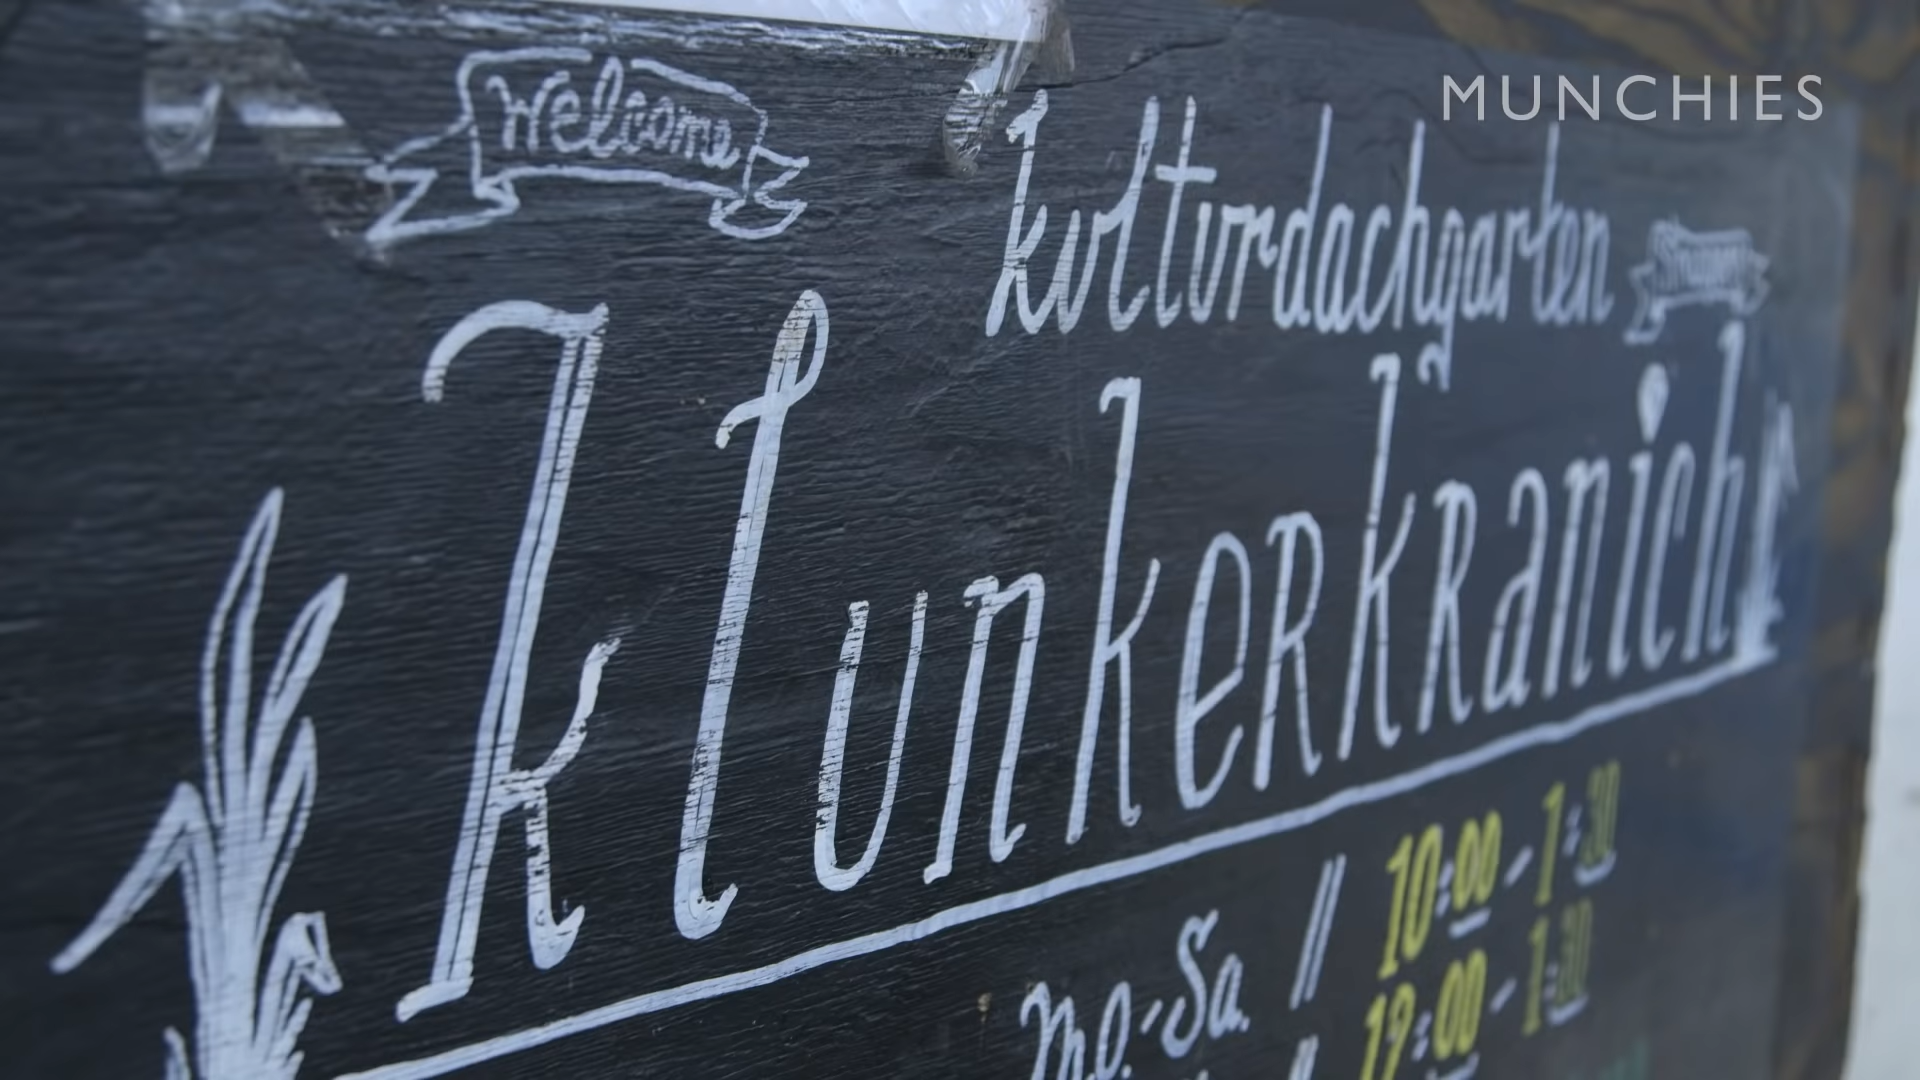 MUNCHIES
Welcome
kulturdachgarten
Klunkerkranich
Mo.-Sa. // 10:00 - 1:30
// 12:00 - 1:30